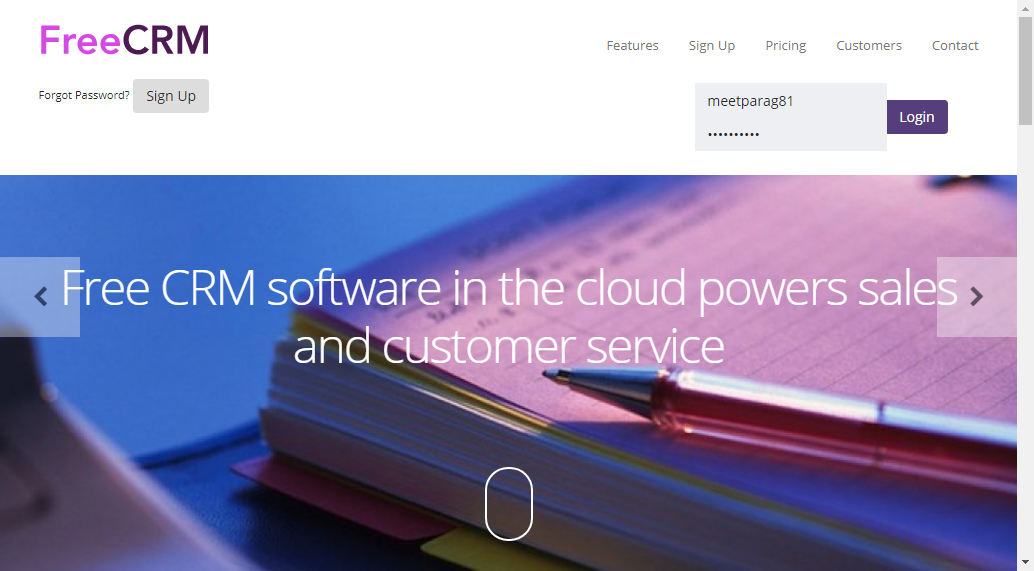 FreeCRM
Features Sign Up Pricing Customers Contact
Forgot Password? Sign Up
meetparag81
••••••••••
Login
Free CRM software in the cloud powers sales
and customer service